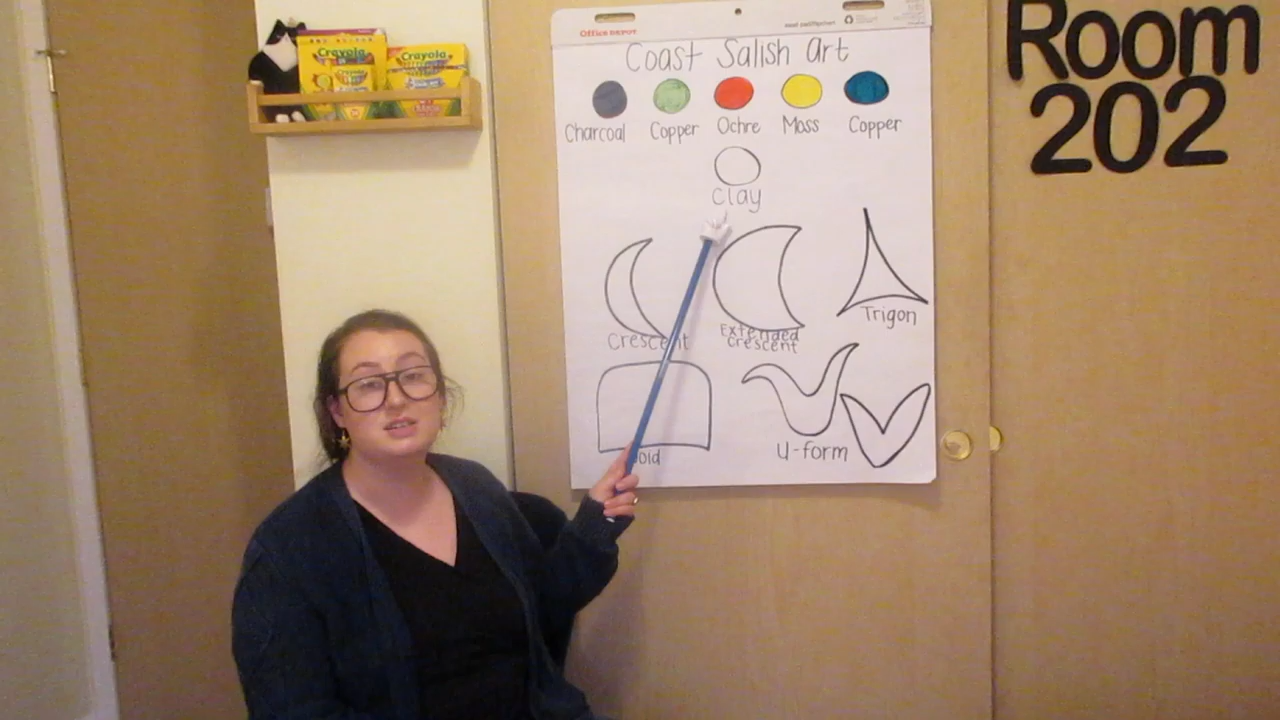 Office DEPOT
Coast Salish Art
Charcoal Copper Ochre Moss Copper
Clay
Crescent
Extended
Crescent
Trigon
U-form
Room
202
Crayola
Crayola